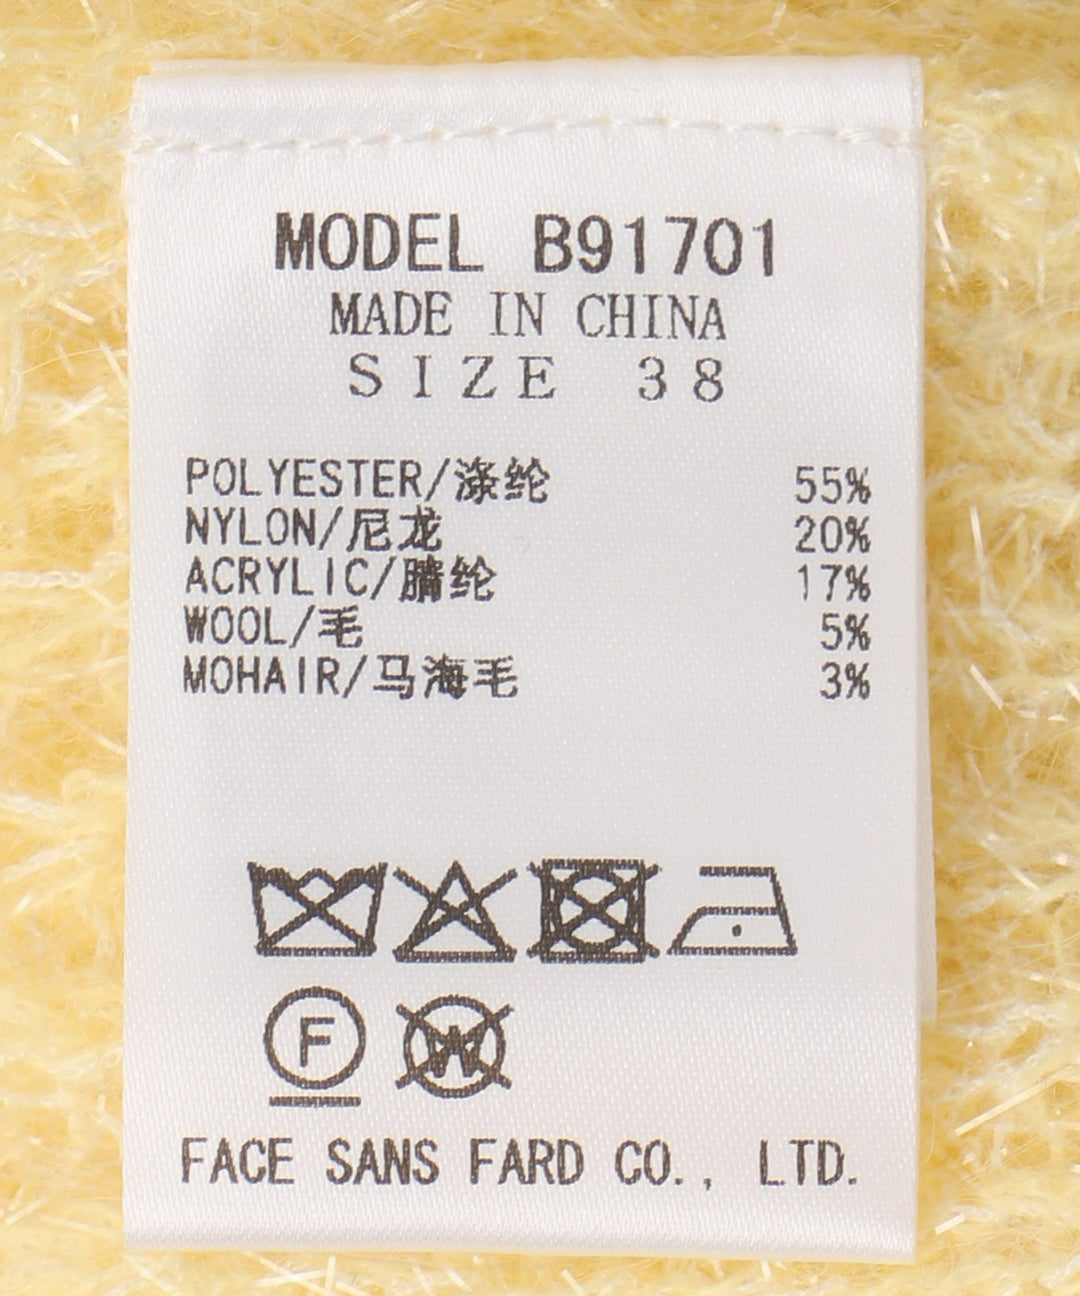 MODEL B91701
MADE IN CHINA
SIZE 38
POLYESTER/涤纶 55%
NYLON/尼龙 20%
ACRYLIC/腈纶 17%
WOOL/毛 5%
MOHAIR/马海毛 3%
F W
FACE SANS FARD CO., LTD.